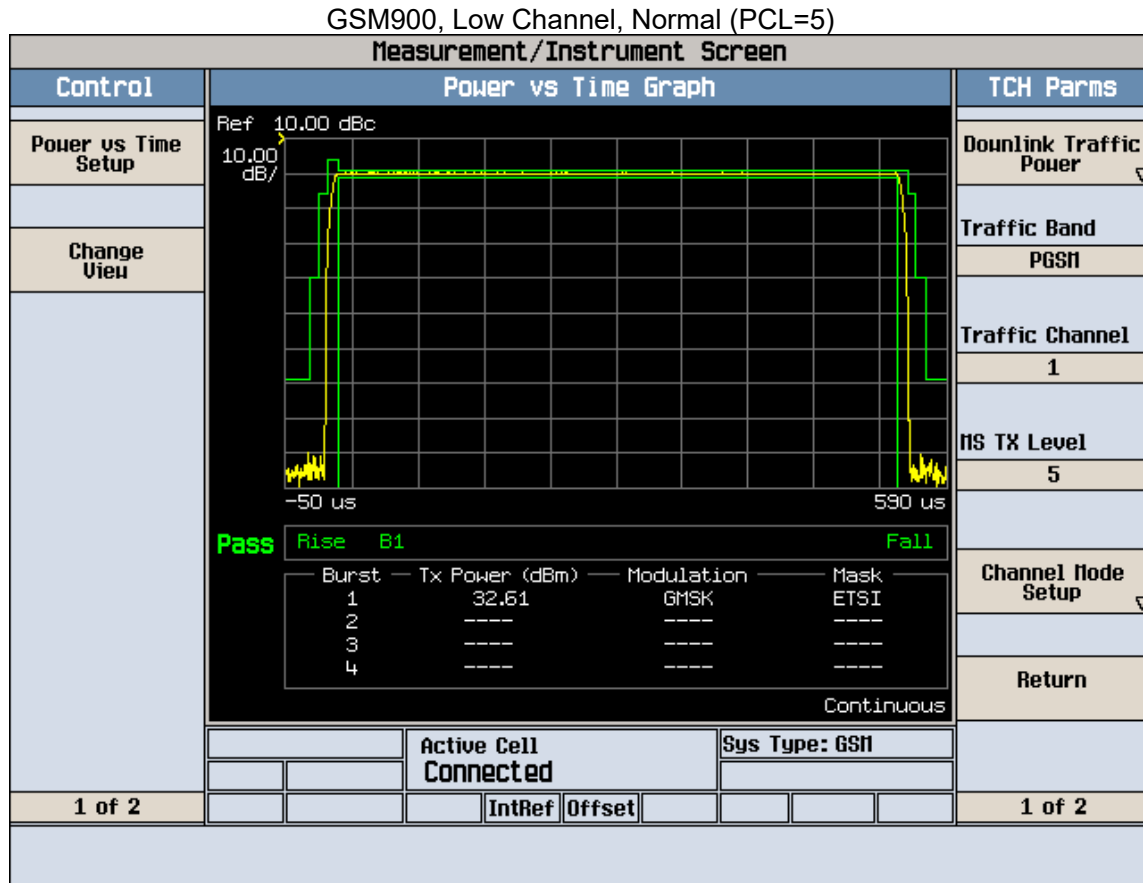 GSM900, Low Channel, Normal (PCL=5)
Measurement/Instrument Screen
Control
Power vs Time Graph
TCH Parms
Power vs Time
Setup
Change
View
Ref 10.00 dBc
10.00
dB/
-50 us
590 us
Pass
Rise B1
Fall
Burst Tx Power (dBm) Modulation Mask
1 32.61 GMSK ETSI
2 ---- ---- ----
3 ---- ---- ----
4 ---- ---- ----
Continuous
Downlink Traffic
Power
Traffic Band
PGSM
Traffic Channel
1
MS TX Level
5
Channel Mode
Setup
Return
Active Cell
Connected
Sys Type: GSM
IntRef Offset
1 of 2
1 of 2